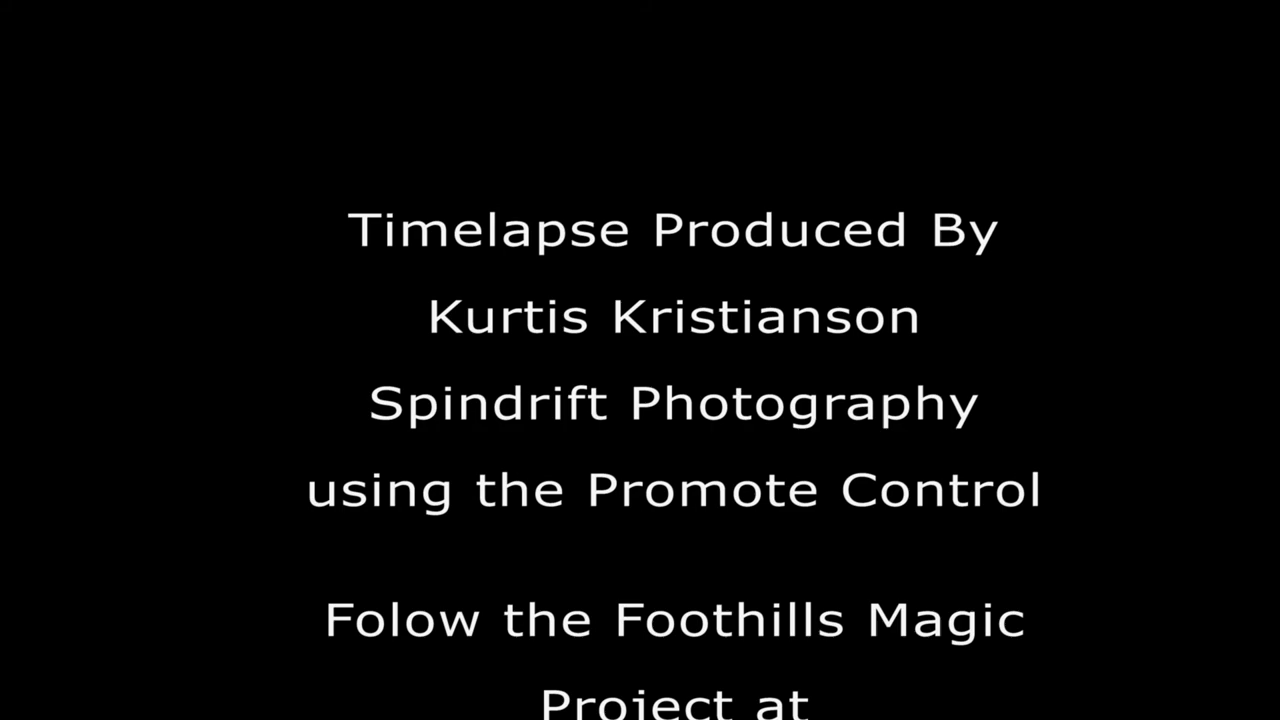 Timelapse Produced By
Kurtis Kristianson
Spindrift Photography
using the Promote Control
Folow the Foothills Magic
Project at